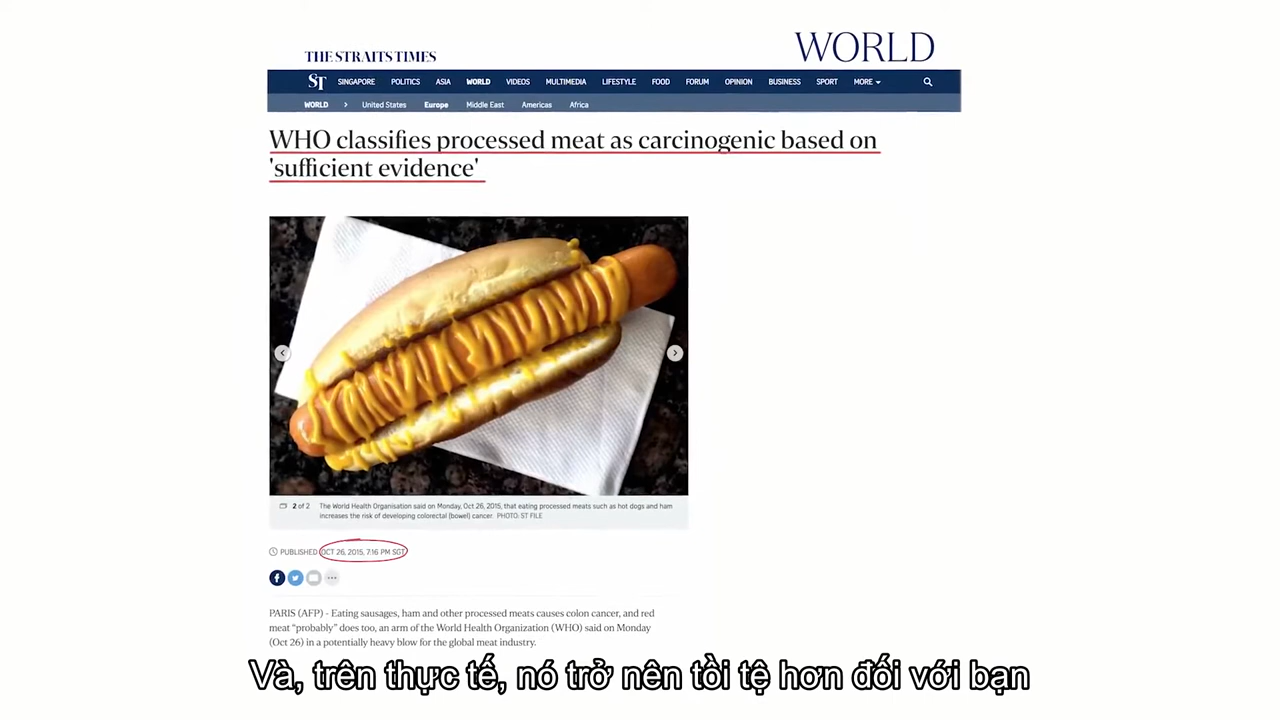 THE STRAITS TIMES
WORLD
ST SINGAPORE POLITICS ASIA WORLD VIDEOS MULTIMEDIA LIFESTYLE FOOD FORUM OPINION BUSINESS SPORT MORE
WORLD > United States Europe Middle East Americas Africa
WHO classifies processed meat as carcinogenic based on
'sufficient evidence'
2 of 2 The World Health Organisation said on Monday, Oct 26, 2015, that eating processed meats such as hot dogs and ham
increases the risk of developing colorectal (bowel) cancer. PHOTO: ST FILE
PUBLISHED OCT 26, 2015, 7:16 PM SGT
PARIS (AFP) - Eating sausages, ham and other processed meats causes colon cancer, and red
meat "probably" does too, an arm of the World Health Organization (WHO) said on Monday
(Oct 26) in a potentially heavy blow for the global meat industry.
Và, trên thực tế, nó trở nên tồi tệ hơn đối với bạn